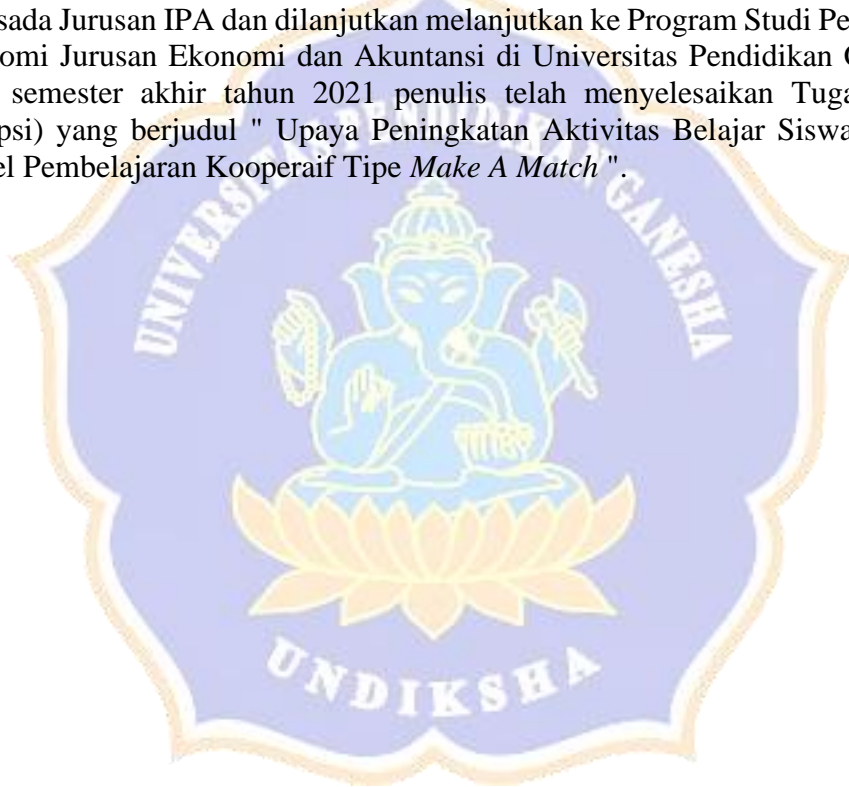 sada Jurusan IPA dan dilanjutkan melanjutkan ke Program Studi Pe
omi Jurusan Ekonomi dan Akuntansi di Universitas Pendidikan
semester akhir tahun 2021 penulis telah menyelesaikan Tuga
psi) yang berjudul " Upaya Peningkatan Aktivitas Belajar Siswa
el Pembelajaran Kooperaif Tipe Make A Match ".
UNIVERSITAS PENDIDIKAN GANESHA
UNDIKSHA